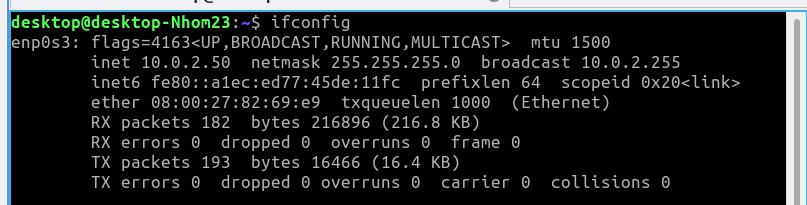 desktop@desktop-Nhom23:~$ ifconfig
enp0s3: flags=4163<UP,BROADCAST,RUNNING,MULTICAST>  mtu 1500
        inet 10.0.2.50  netmask 255.255.255.0  broadcast 10.0.2.255
        inet6 fe80::a1ec:ed77:45de:11fc  prefixlen 64  scopeid 0x20<link>
        ether 08:00:27:82:69:e9  txqueuelen 1000  (Ethernet)
        RX packets 182  bytes 216896 (216.8 KB)
        RX errors 0  dropped 0  overruns 0  frame 0
        TX packets 193  bytes 16466 (16.4 KB)
        TX errors 0  dropped 0 overruns 0  carrier 0  collisions 0